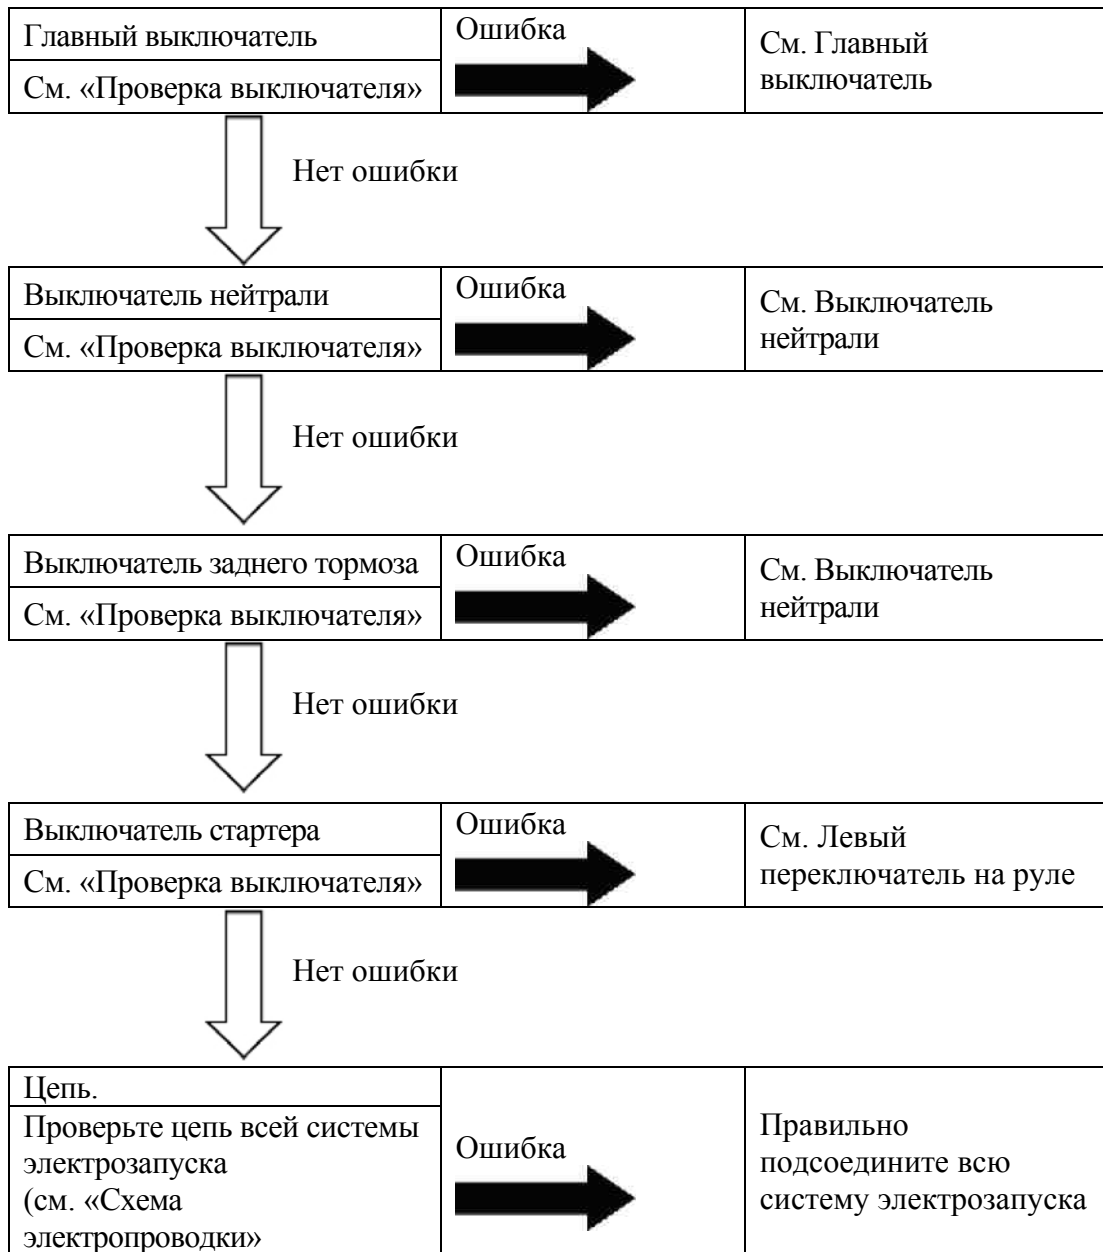 Главный выключатель
Ошибка
См. Главный
выключатель
См. «Проверка выключателя»
Нет ошибки
Выключатель нейтрали
Ошибка
См. Выключатель
нейтрали
См. «Проверка выключателя»
Нет ошибки
Выключатель заднего тормоза
Ошибка
См. Выключатель
нейтрали
См. «Проверка выключателя»
Нет ошибки
Выключатель стартера
Ошибка
См. Левый
переключатель на руле
См. «Проверка выключателя»
Нет ошибки
Цепь.
Проверьте цепь всей системы
электрозапуска
(см. «Схема
электропроводки»
Ошибка
Правильно
подсоедините всю
систему электрозапуска